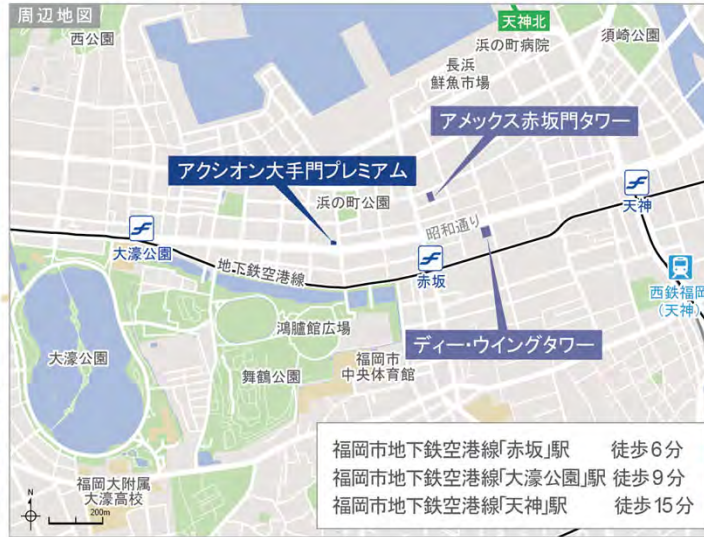 周辺地図
西公園
天神北
浜の町病院
須崎公園
長浜
鮮魚市場
アメックス赤坂門タワー
アクシオン大手門プレミアム
浜の町公園
昭和通り
天神
大濠公園
地下鉄空港線
赤坂
西鉄福岡
(天神)
鴻臚館広場
ディー・ウイングタワー
大濠公園
舞鶴公園
福岡市
中央体育館
福岡市地下鉄空港線「赤坂」駅 徒歩6分
福岡市地下鉄空港線「大濠公園」駅 徒歩9分
福岡市地下鉄空港線「天神」駅 徒歩15分
福岡大附属
大濠高校
N
200m